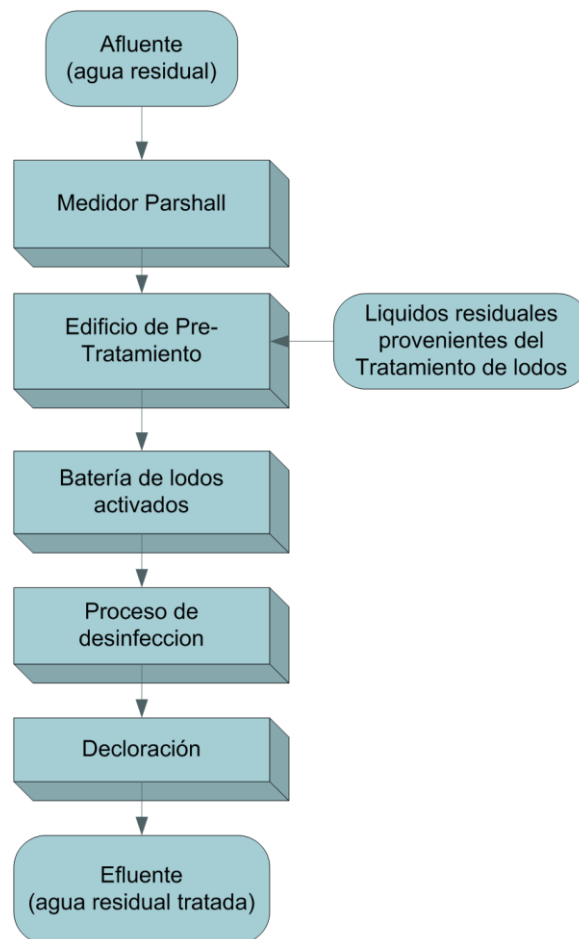 Afluente
(agua residual)
Medidor Parshall
Edificio de Pre-
Tratamiento
Liquidos residuales
provenientes del
Tratamiento de lodos
Batería de lodos
activados
Proceso de
desinfeccion
Decloración
Efluente
(agua residual tratada)